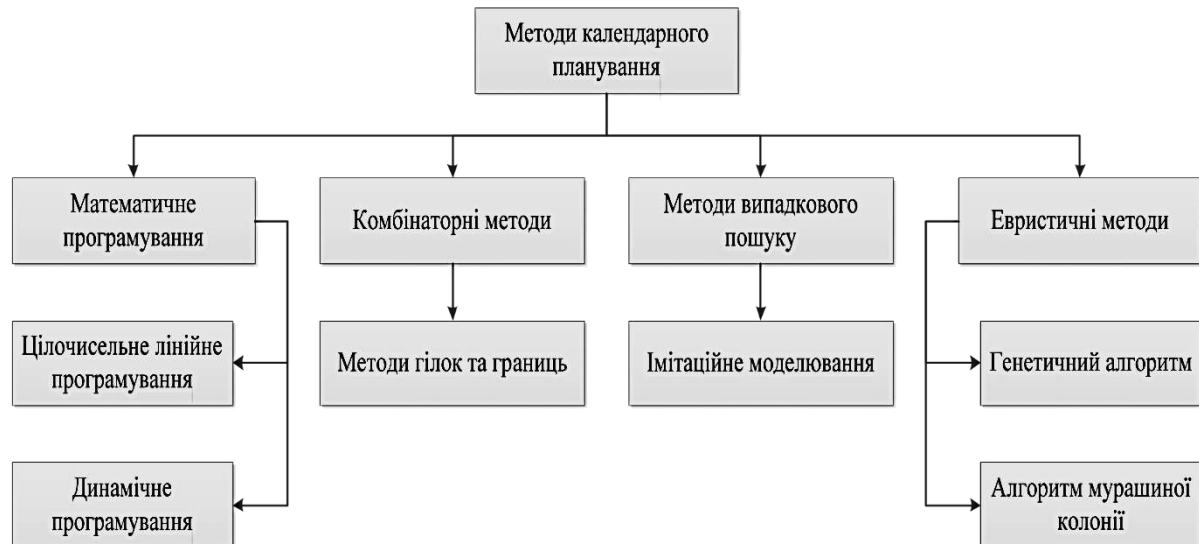 Методи календарного
планування
Математичне
програмування
Комбінаторні методи
Методи випадкового
пошуку
Евристичні методи
Цілочисельне лінійне
програмування
Методи гілок та границь
Імітаційне моделювання
Генетичний алгоритм
Динамічне
програмування
Алгоритм мурашиної
колонії